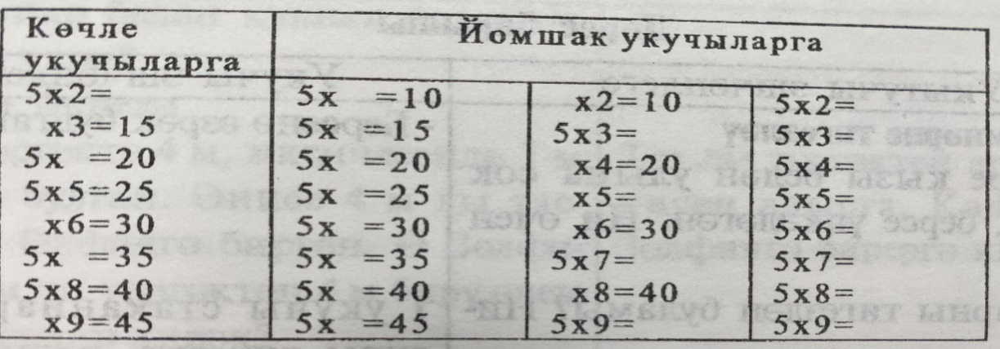 Көчле укучыларга
Йомшак укучыларга
5x2= 5x =10 x2=10 5x2=
x3=15 5x =15 5x3= 5x3=
5x =20 5x =20 x4=20 5x4=
5x5=25 5x =25 x5= 5x5=
x6=30 5x =30 x6=30 5x6=
5x =35 5x =35 5x7= 5x7=
5x8=40 5x =40 x8=40 5x8=
x9=45 5x =45 5x9= 5x9=